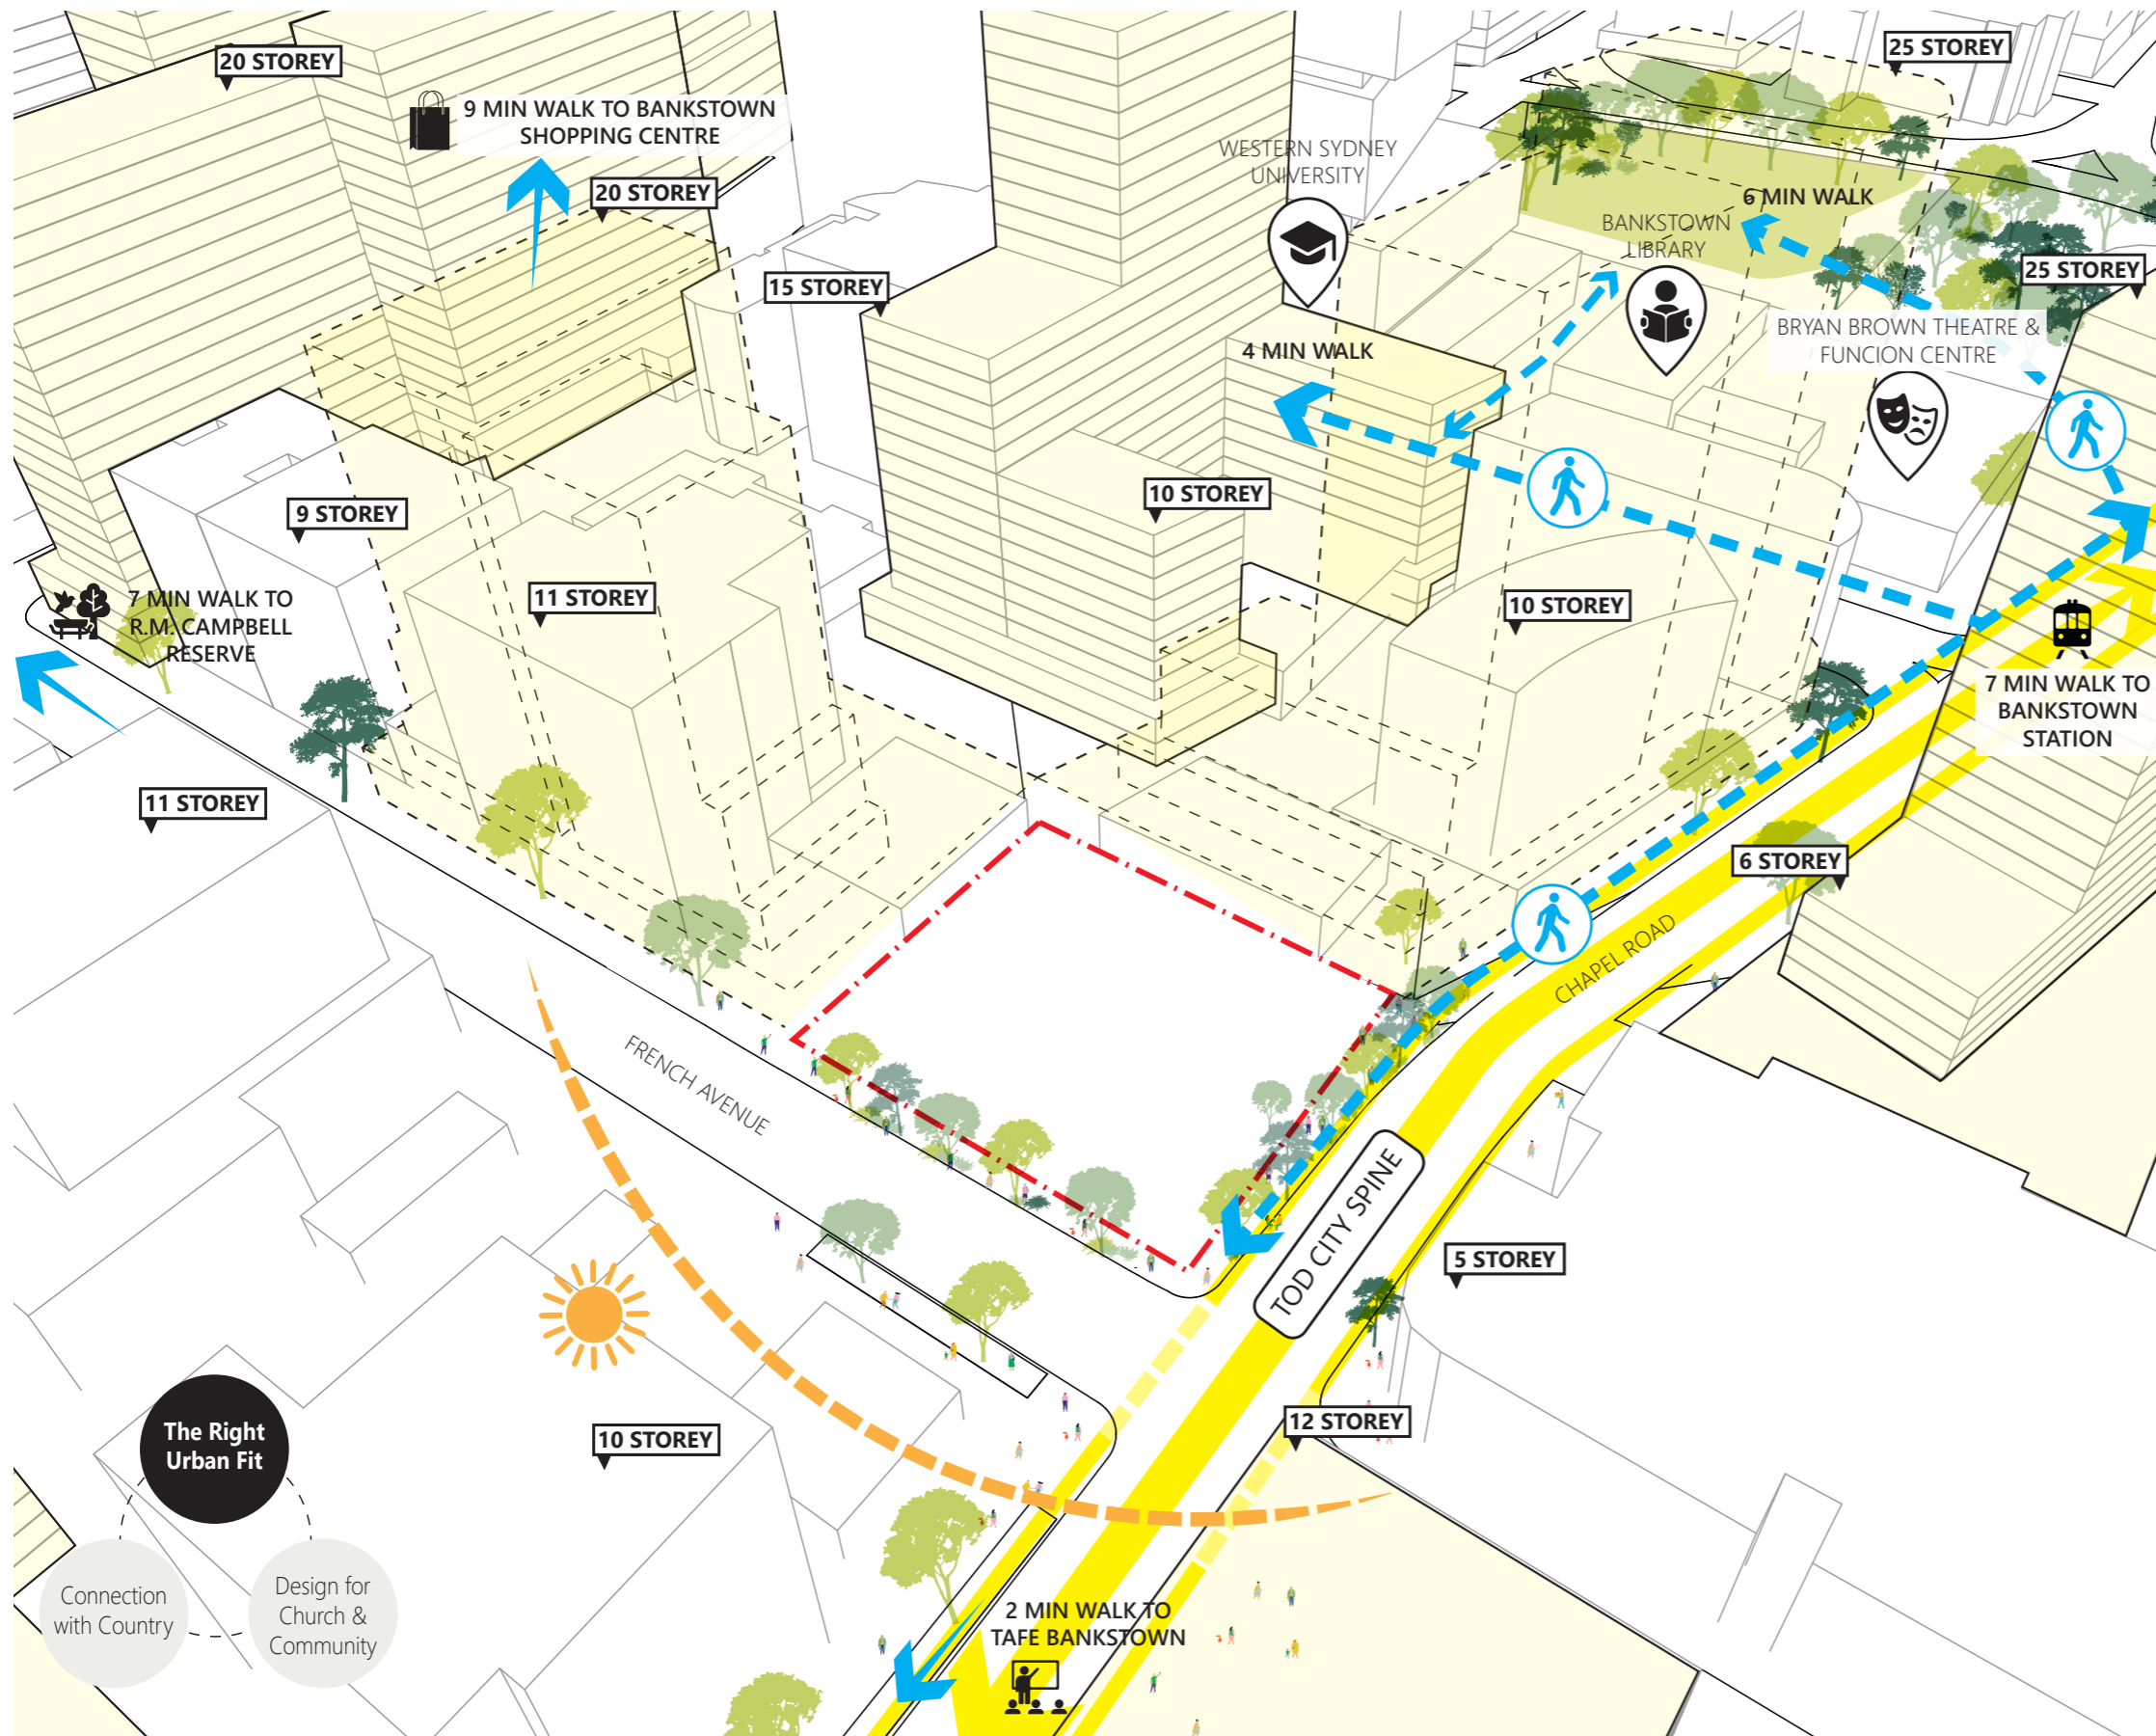 20 STOREY
25 STOREY
9 MIN WALK TO BANKSTOWN
SHOPPING CENTRE
WESTERN SYDNEY
UNIVERSITY
20 STOREY
6 MIN WALK
BANKSTOWN
LIBRARY
25 STOREY
15 STOREY
BRYAN BROWN THEATRE &
FUNCION CENTRE
4 MIN WALK
10 STOREY
9 STOREY
11 STOREY
10 STOREY
7 MIN WALK TO
R.M. CAMPBELL
RESERVE
7 MIN WALK TO
BANKSTOWN
STATION
11 STOREY
6 STOREY
CHAPEL ROAD
FRENCH AVENUE
TOD CITY SPINE
5 STOREY
12 STOREY
10 STOREY
The Right
Urban Fit
Connection
with Country
Design for
Church &
Community
2 MIN WALK TO
TAFE BANKSTOWN